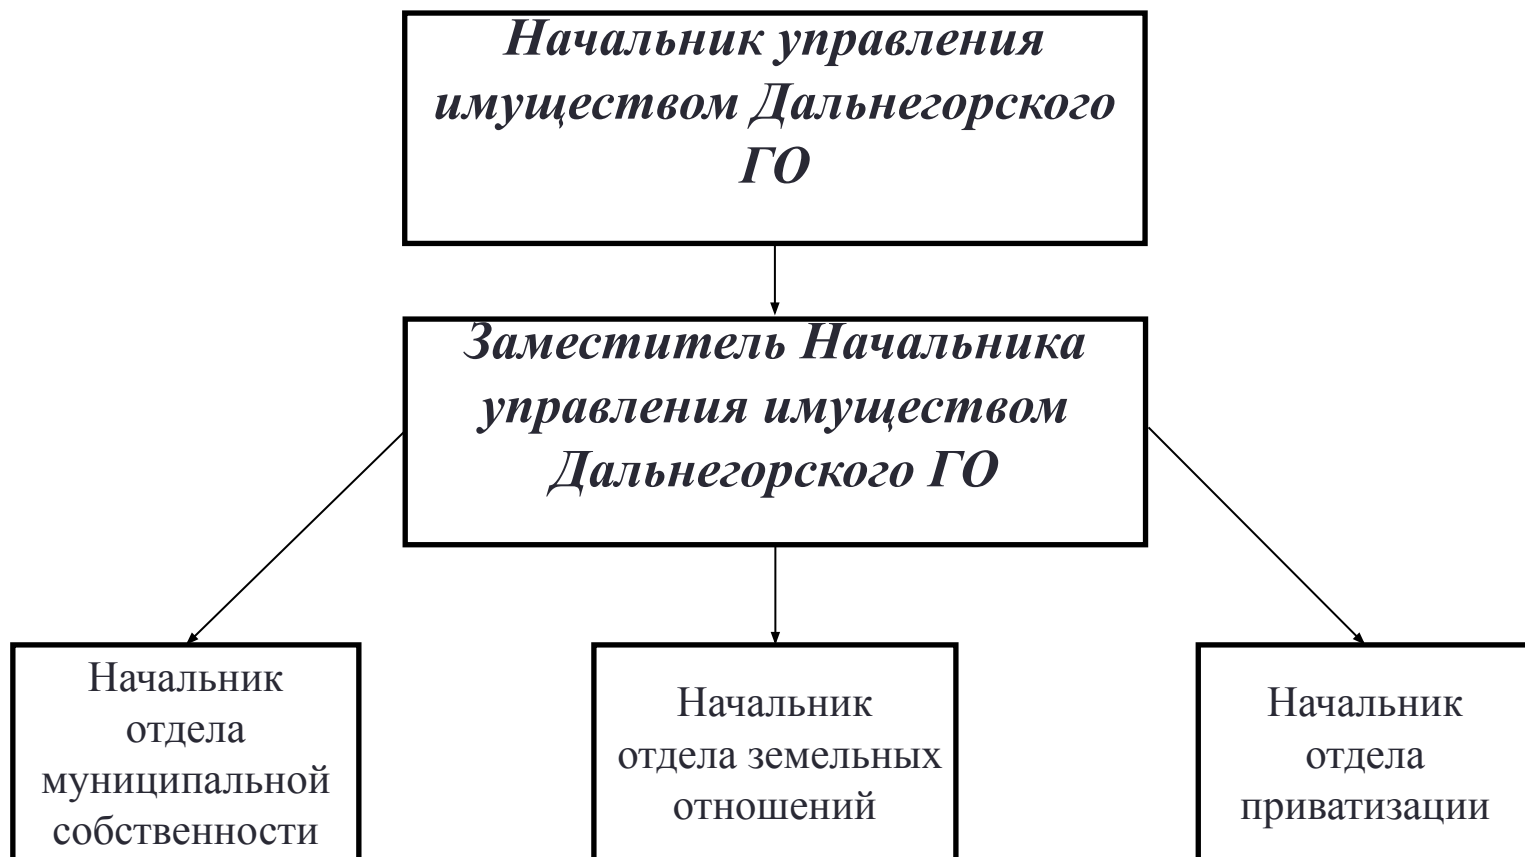 Начальник управления
имуществом Дальнегорского
ГО
Заместитель Начальника
управления имуществом
Дальнегорского ГО
Начальник
отдела
муниципальной
собственности
Начальник
отдела земельных
отношений
Начальник
отдела
приватизации